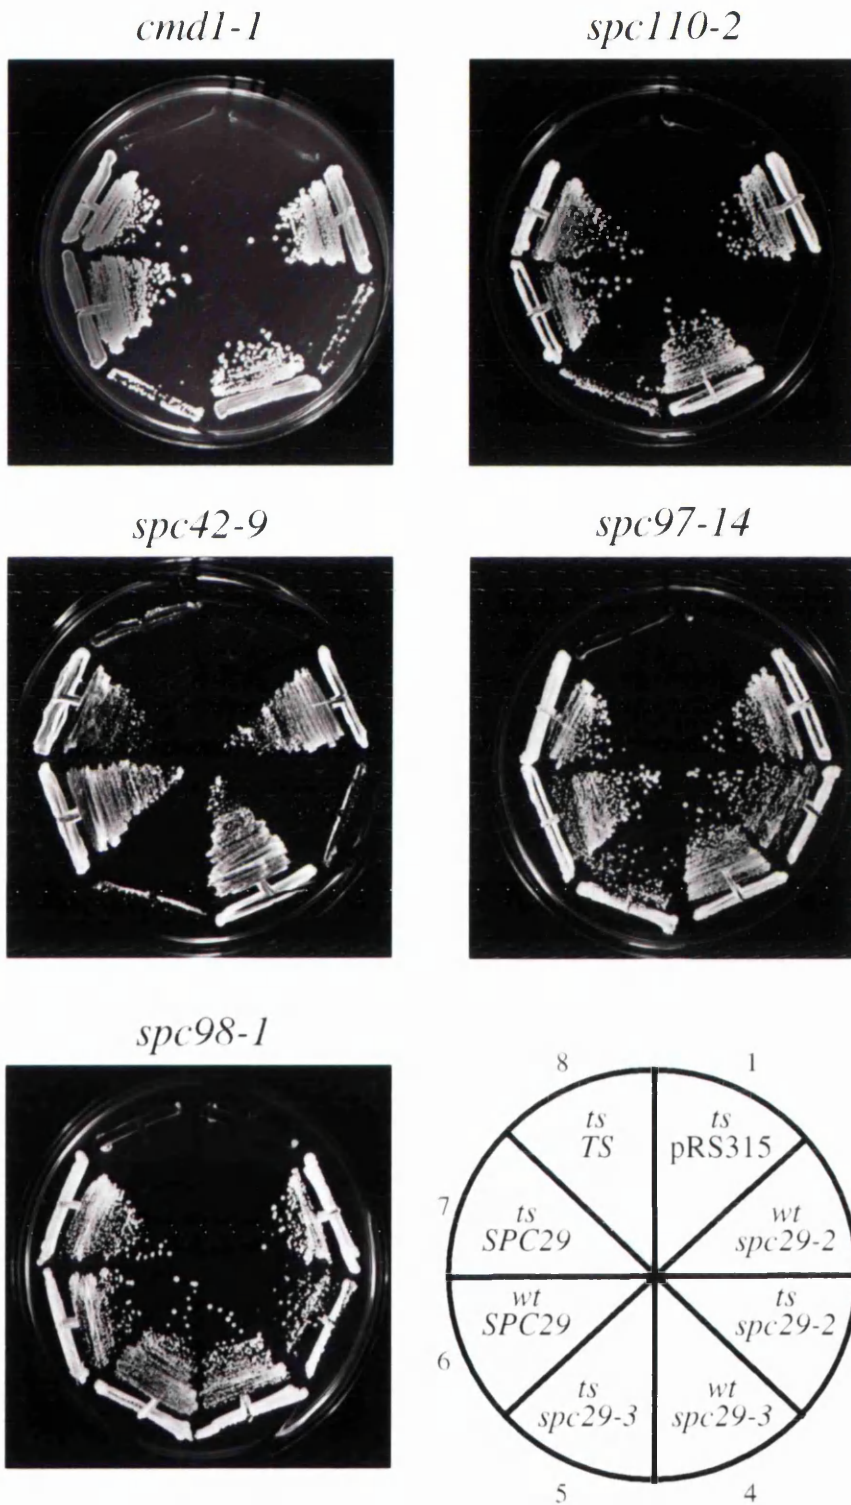 cmd1-1
spc110-2
spc42-9
spc97-14
spc98-1
8
1
ts
TS
ts
pRS315
7
ts
SPC29
wt
spc29-2
wt
SPC29
ts
spc29-2
6
ts
spc29-3
wt
spc29-3
5
4